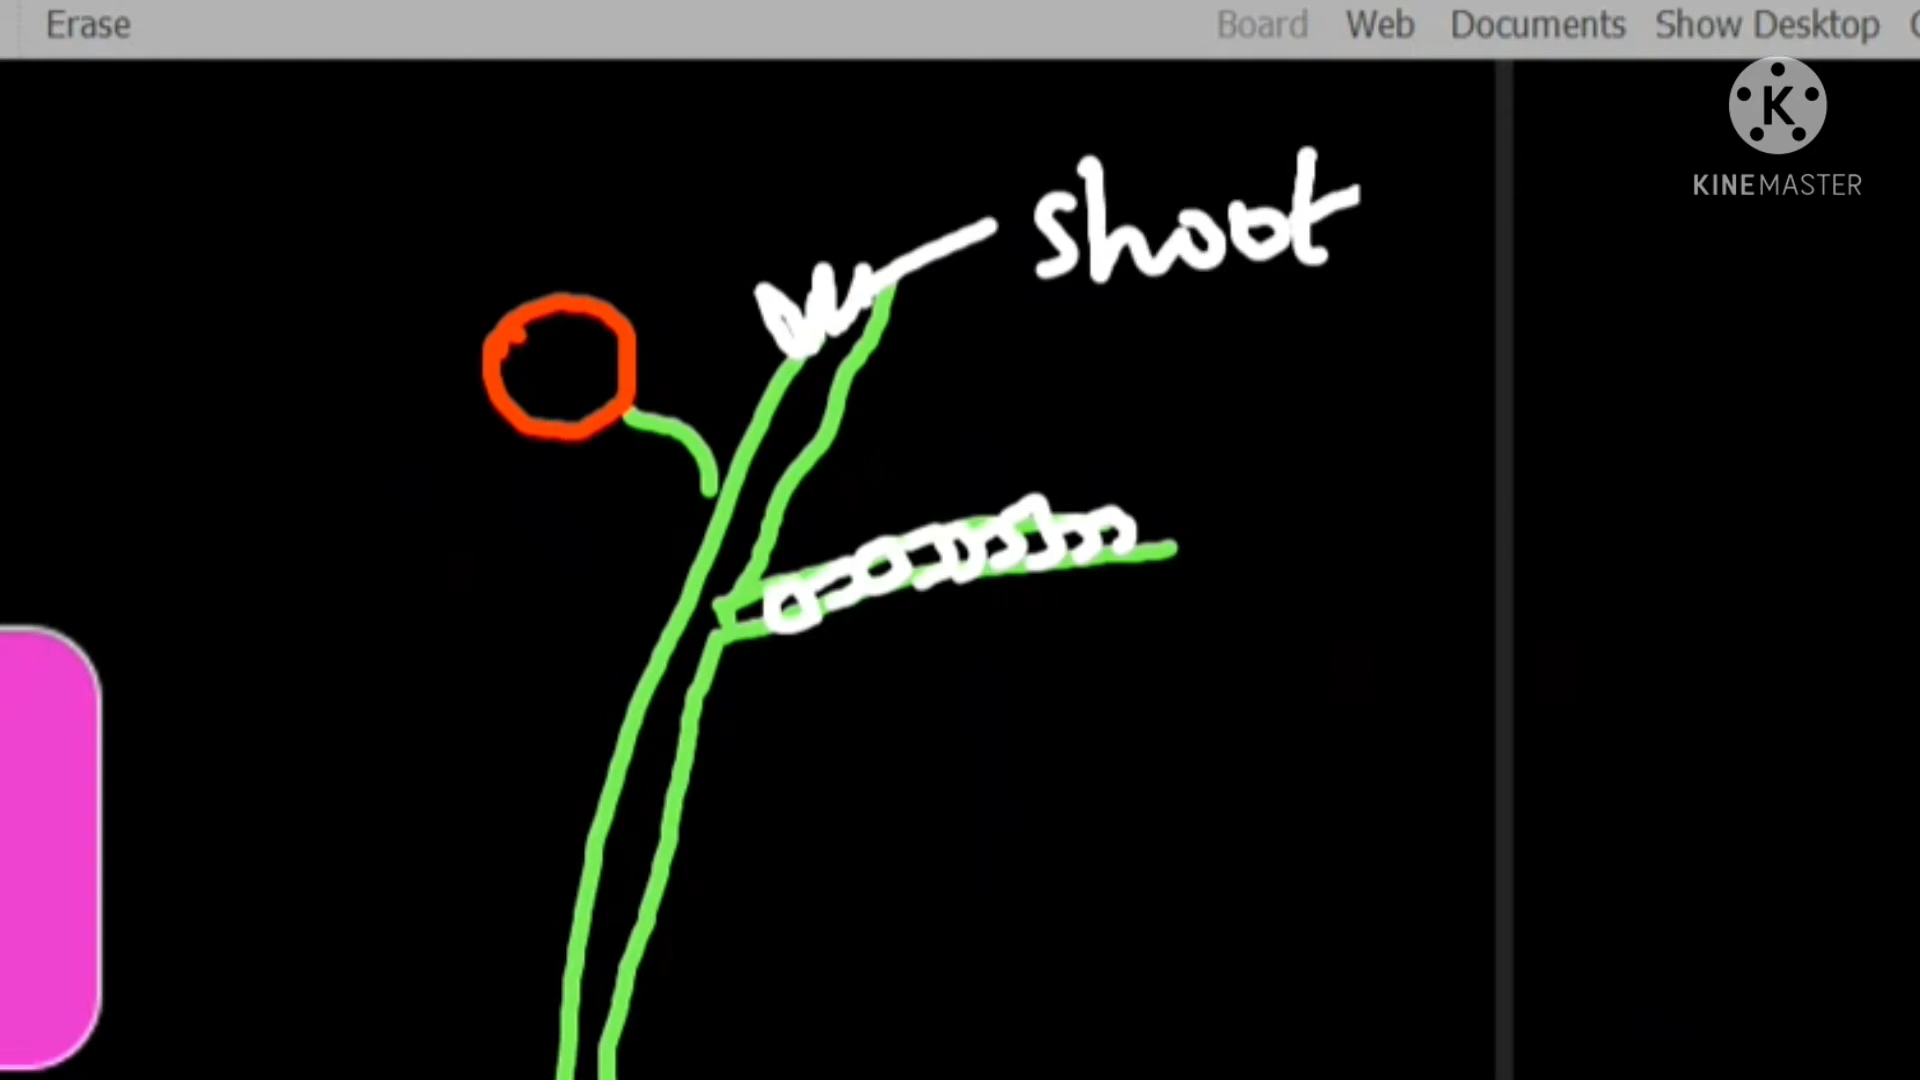 Erase
Board Web Documents Show Desktop
K
KINEMASTER
shoot